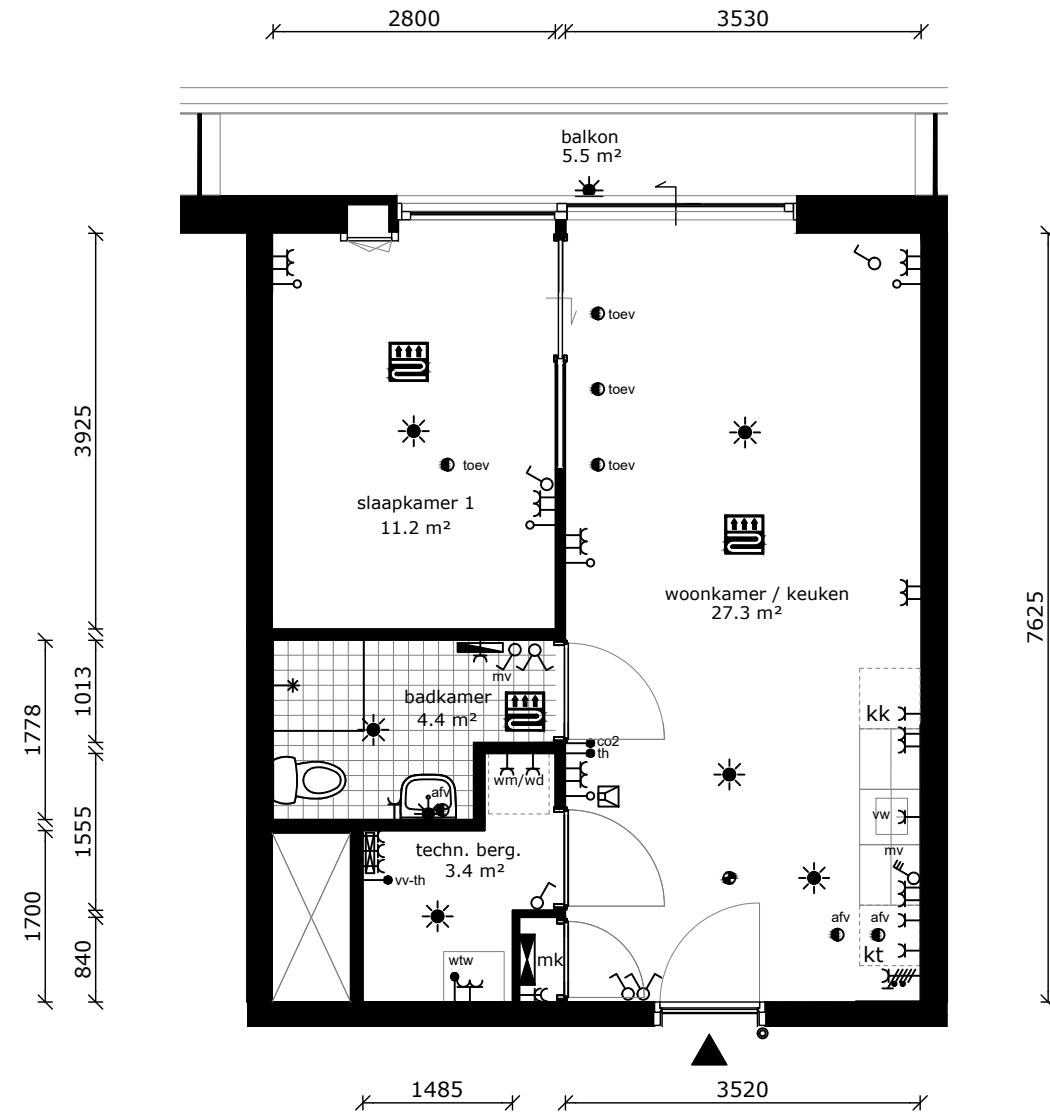 2800
3530
balkon
5.5 m²
toev
toev
toev
toev
3925
slaapkamer 1
11.2 m²
woonkamer / keuken
27.3 m²
7625
1013
1778
mv
badkamer
4.4 m²
kk
co2
th
wm/wd
afv
vw
mv
1555
techn. berg.
3.4 m²
vv-th
1700
840
wtw
mk
afv
afv
kt
1485
3520